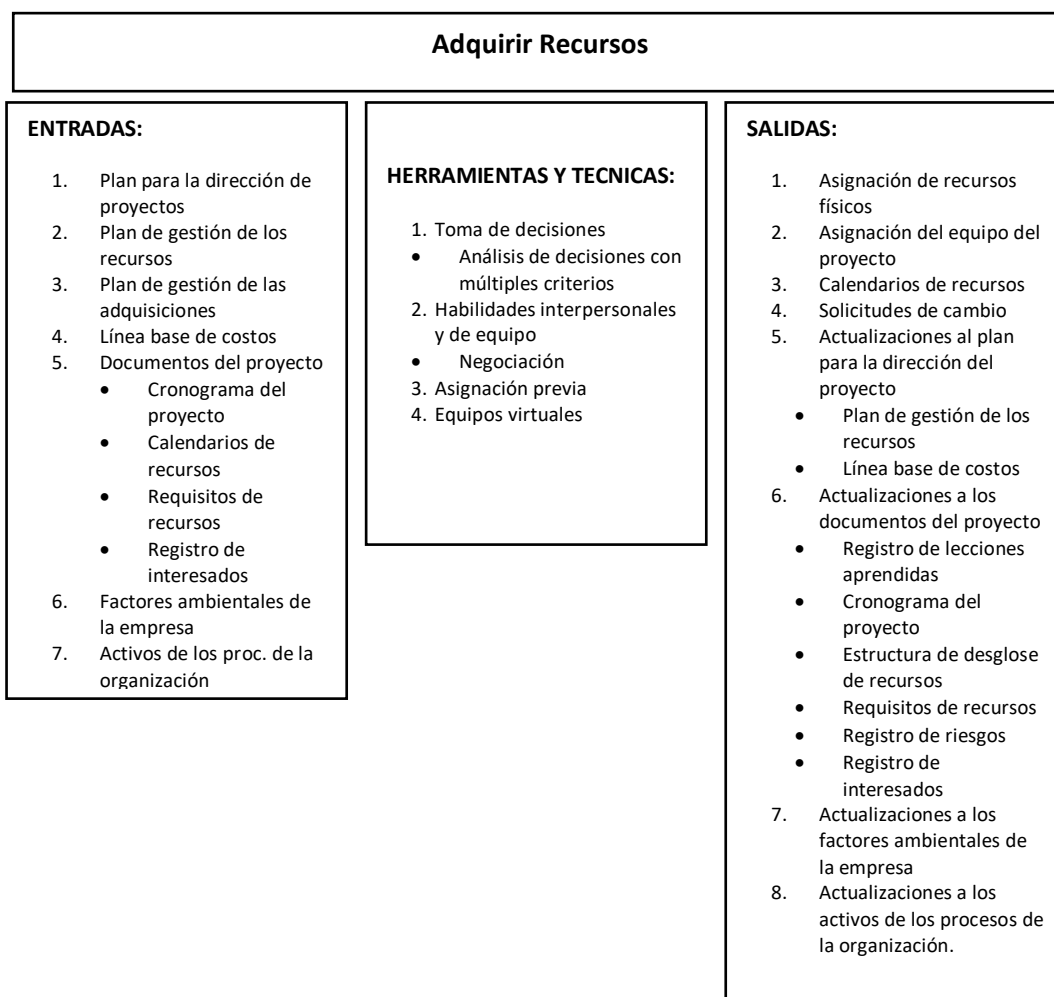 Adquirir Recursos
ENTRADAS:
1. Plan para la dirección de
proyectos
2. Plan de gestión de los
recursos
3. Plan de gestión de las
adquisiciones
4. Línea base de costos
5. Documentos del proyecto
• Cronograma del
proyecto
• Calendarios de
recursos
• Requisitos de
recursos
• Registro de
interesados
6. Factores ambientales de
la empresa
7. Activos de los proc. de la
organización
HERRAMIENTAS Y TECNICAS:
1. Toma de decisiones
• Análisis de decisiones con
múltiples criterios
2. Habilidades interpersonales
y de equipo
• Negociación
3. Asignación previa
4. Equipos virtuales
SALIDAS:
1. Asignación de recursos
físicos
2. Asignación del equipo del
proyecto
3. Calendarios de recursos
4. Solicitudes de cambio
5. Actualizaciones al plan
para la dirección del
proyecto
• Plan de gestión de los
recursos
• Línea base de costos
6. Actualizaciones a los
documentos del proyecto
• Registro de lecciones
aprendidas
• Cronograma del
proyecto
• Estructura de desglose
de recursos
• Requisitos de recursos
• Registro de riesgos
• Registro de
interesados
7. Actualizaciones a los
factores ambientales de
la empresa
8. Actualizaciones a los
activos de los procesos de
la organización.